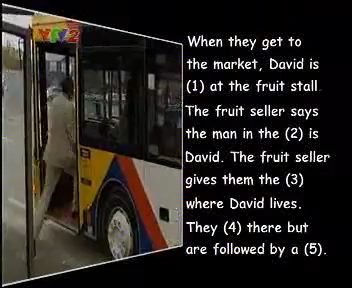 VTV2
When they get to
the market, David is
(1) at the fruit stall
The fruit seller says
the man in the (2) is
David. The fruit seller
gives them the (3)
where David lives.
They (4) there but
are followed by a (5).